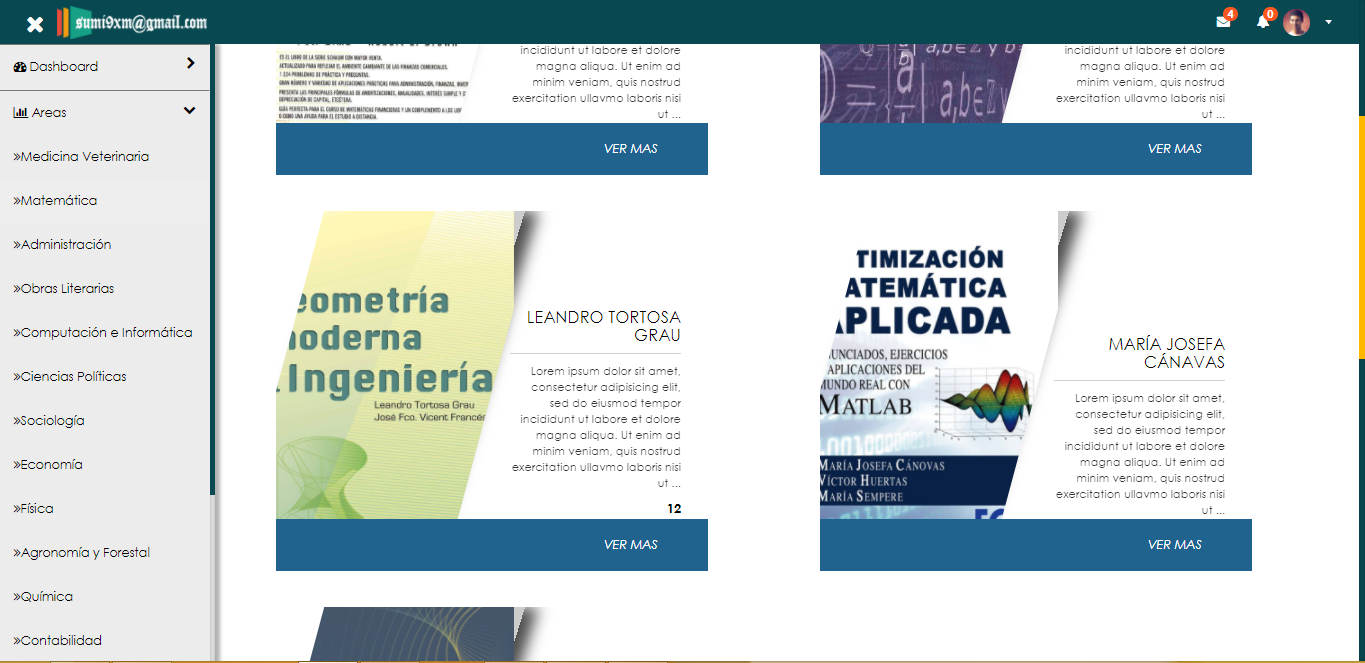 sumi9xm@gmail.com
4
0
Dashboard
Areas
»Medicina Veterinaria
»Matemática
»Administración
»Obras Literarias
»Computación e Informática
»Ciencias Políticas
»Sociología
»Economía
»Física
»Agronomía y Forestal
»Química
»Contabilidad
ES EL LIBRO DE LA SERIE SCHAUM CON MAYOR VENTA.
ACTUALIZADO PARA REFLEJAR EL AMBIENTE CAMBIANTE DE LAS FINANZAS COMERCIALES.
1 224 PROBLEMAS DE PRÁCTICA Y PREGUNTAS.
GRAN NÚMERO Y VARIEDAD DE APLICACIONES PRÁCTICAS PARA ADMINISTRACIÓN, FINANZAS,
PRESENTA LAS PRINCIPALES FÓRMULAS DE AMORTIZACIONES, ANUALIDADES, INTERÉS SIMPLE Y
DEPRECIACIÓN DE CAPITAL, ETCÉTERA.
GUÍA PERFECTA PARA EL CURSO DE MATEMÁTICAS FINANCIERAS Y UN COMPLEMENTO A LOS
O COMO UNA AYUDA PARA EL ESTUDIO A DISTANCIA.
incididunt ut labore et dolore
magna aliqua. Ut enim ad
minim veniam, quis nostrud
exercitation ullavmo laboris nisi
ut ...
VER MAS
a,b∈ℤ y b
a,b∈ℤ y
incididunt ut labore et dolore
magna aliqua. Ut enim ad
minim veniam, quis nostrud
exercitation ullavmo laboris nisi
ut ...
VER MAS
eometría
oderna
Ingeniería
Leandro Tortosa Grau
José Fco. Vicent Francés
LEANDRO TORTOSA
GRAU
Lorem ipsum dolor sit amet,
consectetur adipisicing elit,
sed do eiusmod tempor
incididunt ut labore et dolore
magna aliqua. Ut enim ad
minim veniam, quis nostrud
exercitation ullavmo laboris nisi
ut ...
12
VER MAS
TIMIZACIÓN
ATEMÁTICA
APLICADA
UNCIADOS, EJERCICIOS
APLICACIONES DEL
MUNDO REAL CON
MATLAB
MARÍA JOSEFA CÁNOVAS
VÍCTOR HUERTAS
MARÍA SEMPERE
MARÍA JOSEFA
CÁNAVAS
Lorem ipsum dolor sit amet,
consectetur adipisicing elit,
sed do eiusmod tempor
incididunt ut labore et dolore
magna aliqua. Ut enim ad
minim veniam, quis nostrud
exercitation ullavmo laboris nisi
ut ...
VER MAS